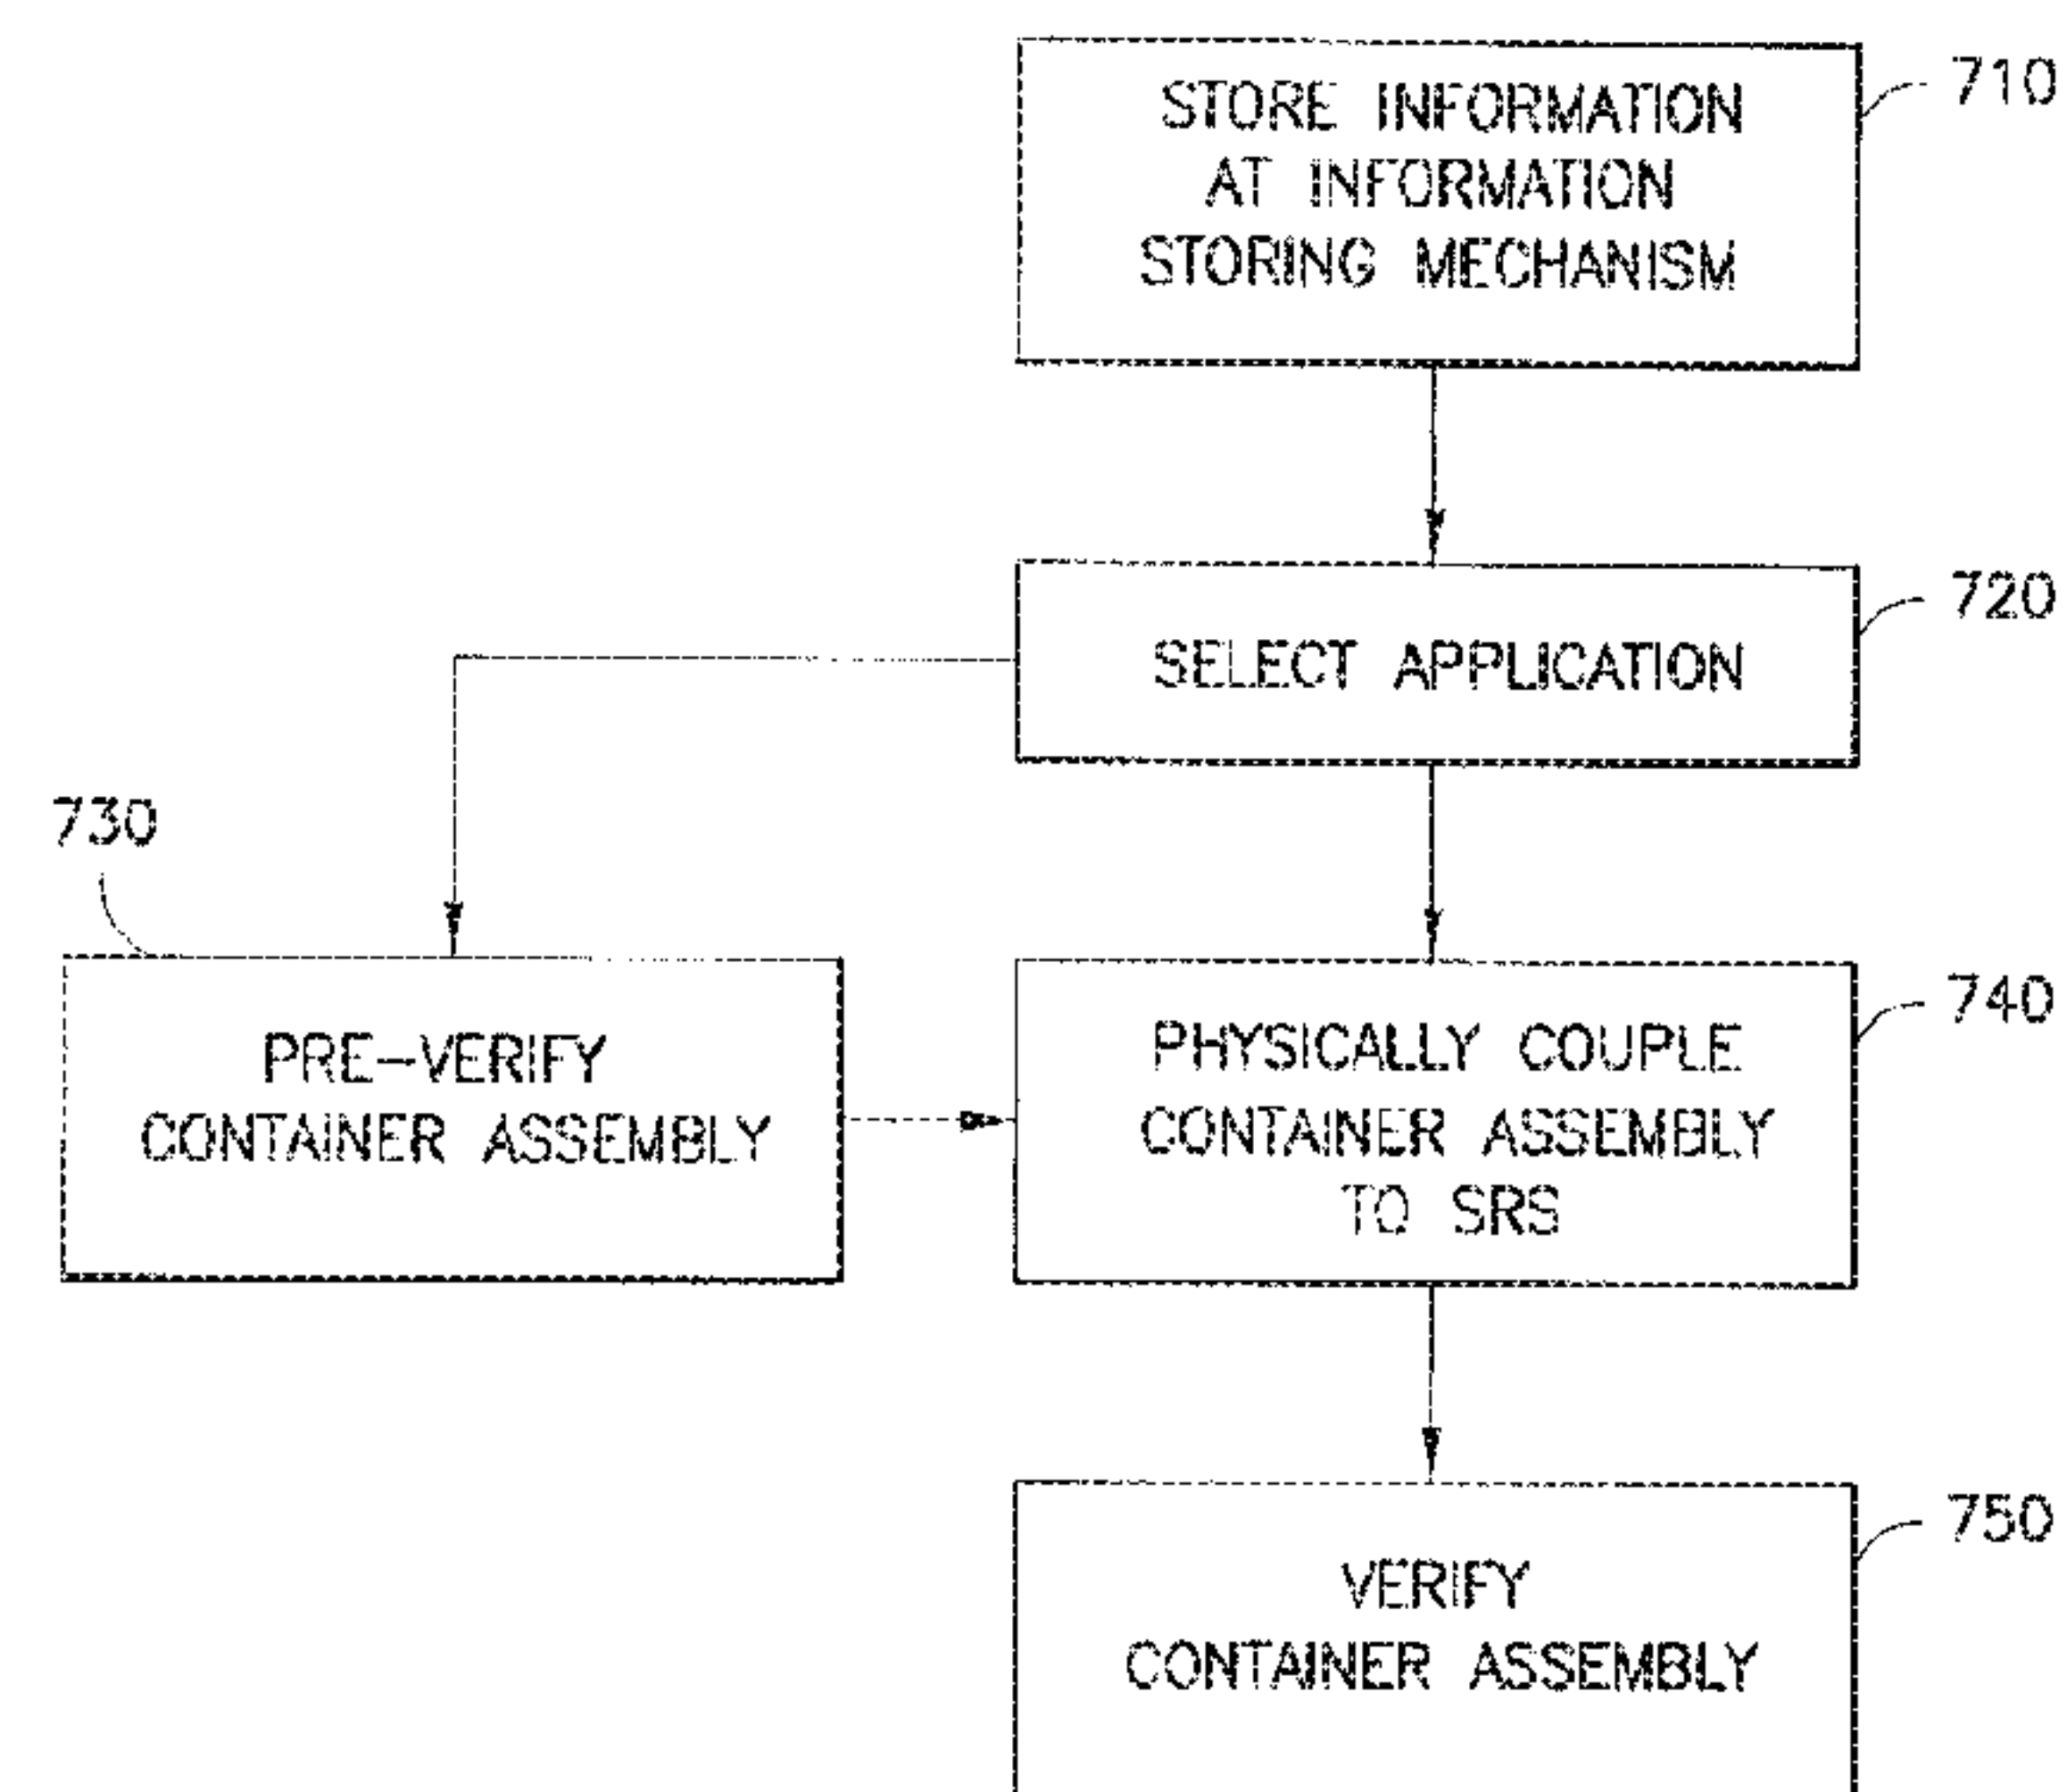 STORE INFORMATION
AT INFORMATION
STORING MECHANISM
710
SELECT APPLICATION
720
730
PRE-VERIFY
CONTAINER ASSEMBLY
PHYSICALLY COUPLE
CONTAINER ASSEMBLY
TO SRS
740
VERIFY
CONTAINER ASSEMBLY
750